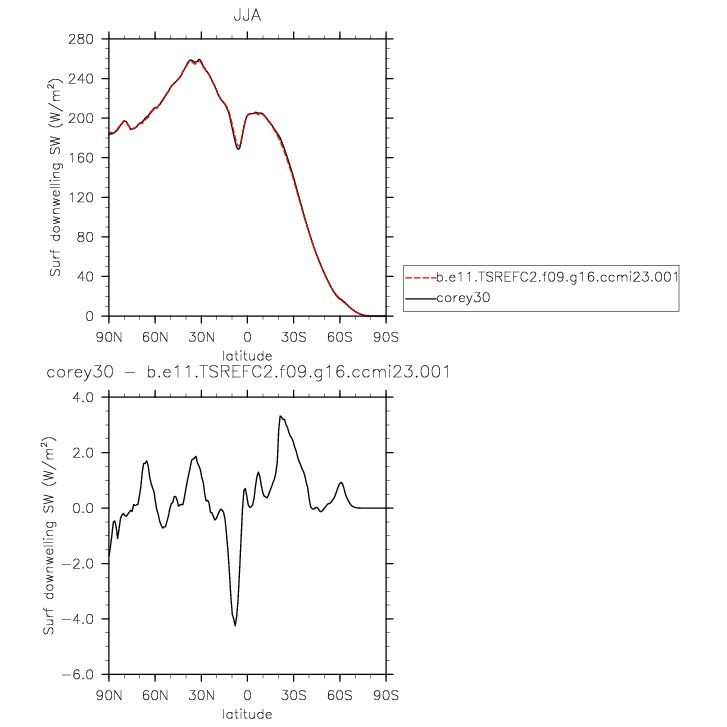 JJA
Surf downwelling SW (W/m²)
280
240
200
160
120
80
40
0
90N 60N 30N 0 30S 60S 90S
latitude
b.e11.TSREFC2.f09.g16.ccmi23.001
corey30
corey30 – b.e11.TSREFC2.f09.g16.ccmi23.001
Surf downwelling SW (W/m²)
4.0
2.0
0.0
−2.0
−4.0
−6.0
90N 60N 30N 0 30S 60S 90S
latitude